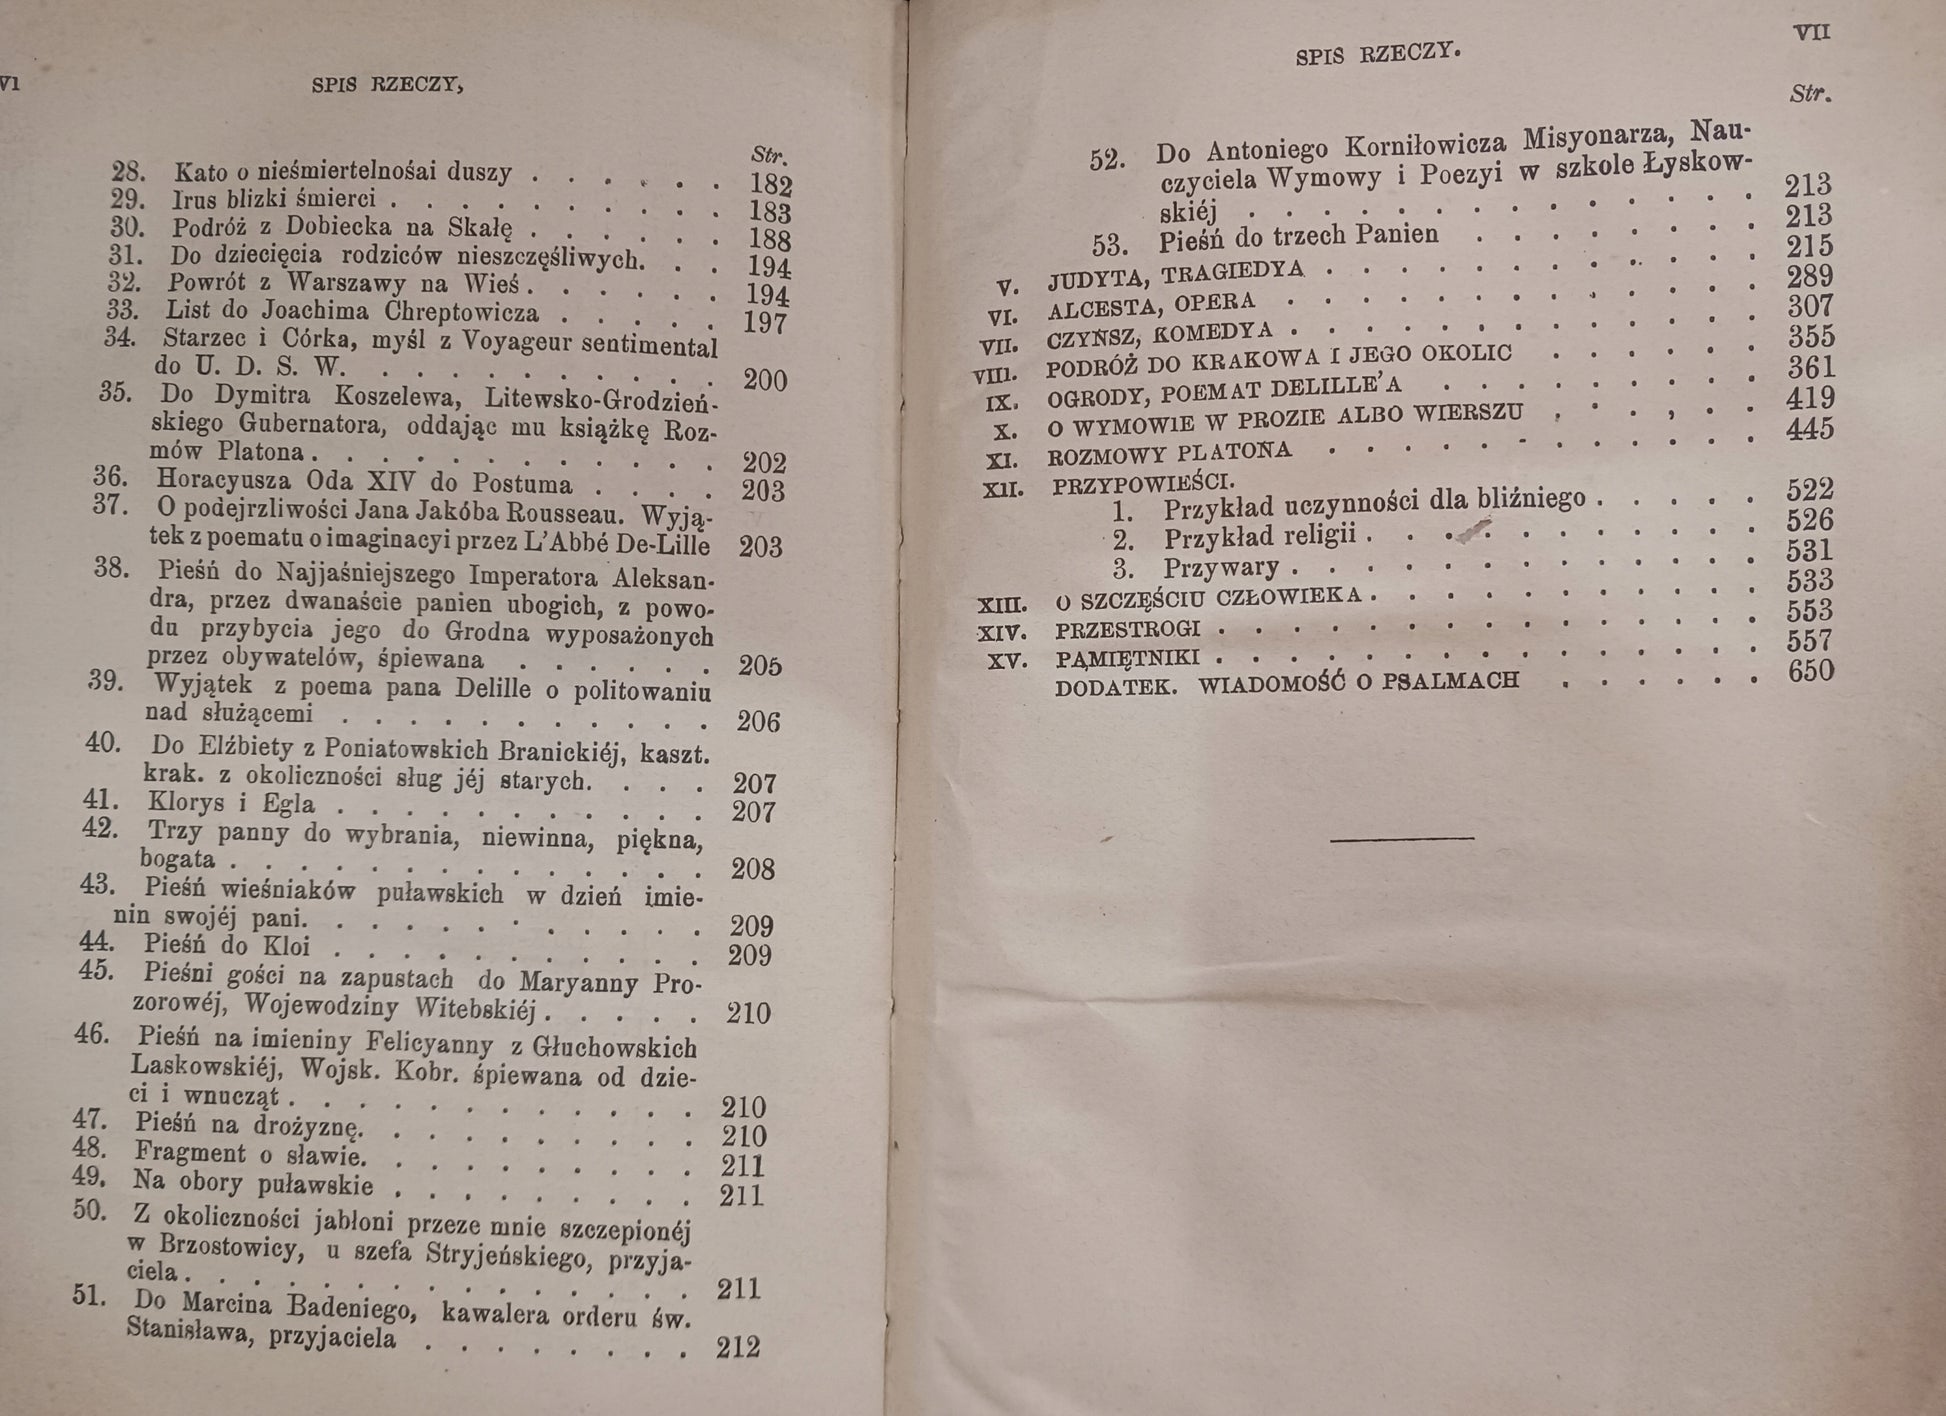 VI
SPIS RZECZY,
Str.
28. Kato o nieśmiertelnośai duszy . . . . . . 182
29. Irus blizki śmierci . . . . . . . . . . 183
30. Podróż z Dobiecka na Skałę . . . . . . 188
31. Do dziecięcia rodziców nieszczęśliwych. . . 194
32. Powrót z Warszawy na Wieś . . . . . . 194
33. List do Joachima Chreptowicza . . . . . 197
34. Starzec i Córka, myśl z Voyageur sentimental
do U. D. S. W. . . . . . . . . . . 200
35. Do Dymitra Koszelewa, Litewsko-Grodzień-
skiego Gubernatora, oddając mu książkę Roz-
mów Platona . . . . . . . . . . . . 202
36. Horacyusza Oda XIV do Postuma . . . . 203
37. O podejrzliwości Jana Jakóba Rousseau. Wyją-
tek z poematu o imaginacyi przez L'Abbé De-Lille 203
38. Pieśń do Najjaśniejszego Imperatora Aleksan-
dra, przez dwanaście panien ubogich, z powo-
du przybycia jego do Grodna wyposażonych
przez obywatelów, śpiewana . . . . . . 205
39. Wyjątek z poema pana Delille o politowaniu
nad służącemi . . . . . . . . . . . 206
40. Do Elźbiety z Poniatowskich Branickiéj, kaszt.
krak. z okoliczności sług jéj starych. . . . . 207
41. Klorys i Egla . . . . . . . . . . . 207
42. Trzy panny do wybrania, niewinna, piękna,
bogata . . . . . . . . . . . . . . 208
43. Pieśń wieśniaków puławskich w dzień imie-
nin swojéj pani. . . . . . . . . . . . 209
44. Pieśń do Kloi . . . . . . . . . . . 209
45. Pieśni gości na zapustach do Maryanny Pro-
zorowéj, Wojewodziny Witebskiéj . . . . . 210
46. Pieśń na imieniny Felicyanny z Głuchowskich
Laskowskiéj, Wojsk. Kobr. śpiewana od dzie-
ci i wnucząt . . . . . . . . . . . . 210
47. Pieśń na drożyznę. . . . . . . . . . 210
48. Fragment o sławie. . . . . . . . . . 211
49. Na obory puławskie . . . . . . . . . 211
50. Z okoliczności jabłoni przeze mnie szczepionéj
w Brzostowicy, u szefa Stryjeńskiego, przyja-
ciela . . . . . . . . . . . . . . . 211
51. Do Marcina Badeniego, kawalera orderu św.
Stanisława, przyjaciela . . . . . . . . 212
VII
SPIS RZECZY.
Str.
52. Do Antoniego Korniłowicza Misyonarza, Nau-
czyciela Wymowy i Poezyi w szkole Łyskow-
skiéj . . . . . . . . . . . . . . 213
53. Pieśń do trzech Panien . . . . . . . . 213
V. JUDYTA, TRAGIEDYA . . . . . . . . . . . . 215
VI. ALCESTA, OPERA . . . . . . . . . . . . . 289
VII. CZYŃSZ, KOMEDYA . . . . . . . . . . . . . 307
VIII. PODRÓŻ DO KRAKOWA I JEGO OKOLIC . . . . . . 355
IX. OGRODY, POEMAT DELILLE'A . . . . . . . . . 361
X. O WYMOWIE W PROZIE ALBO WIERSZU . . . . . . 419
XI. ROZMOWY PLATONA . . . . . . . . . . . . 445
XII. PRZYPOWIEŚCI.
1. Przykład uczynności dla bliźniego . . . . . 522
2. Przykład religii . . . . . . . . . . . 526
3. Przywary . . . . . . . . . . . . . 531
XIII. O SZCZĘŚCIU CZŁOWIEKA . . . . . . . . . . . 533
XIV. PRZESTROGI . . . . . . . . . . . . . . . 553
XV. PAMIĘTNIKI . . . . . . . . . . . . . . . 557
DODATEK. WIADOMOŚĆ O PSALMACH . . . . . . 650